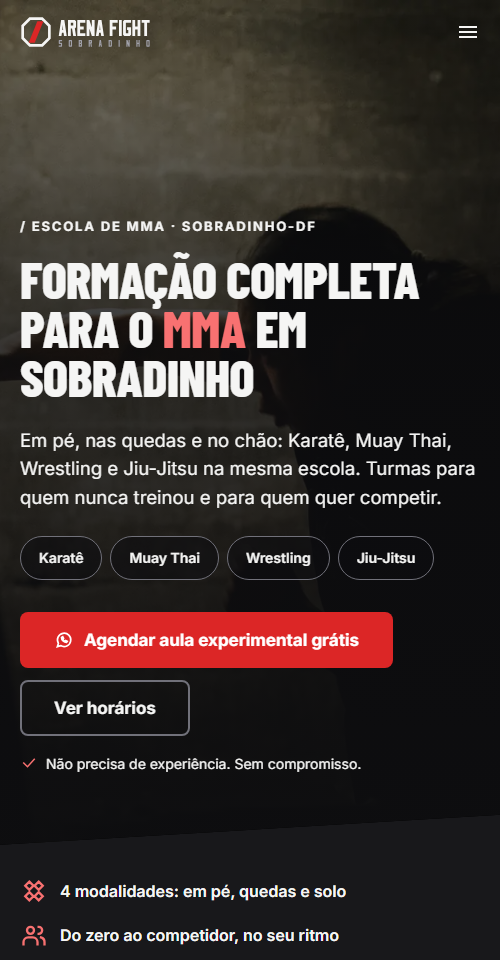 ARENA FIGHT
SOBRADINHO
/ ESCOLA DE MMA · SOBRADINHO-DF
FORMAÇÃO COMPLETA
PARA O MMA EM
SOBRADINHO
Em pé, nas quedas e no chão: Karatê, Muay Thai,
Wrestling e Jiu-Jitsu na mesma escola. Turmas para
quem nunca treinou e para quem quer competir.
Karatê Muay Thai Wrestling Jiu-Jitsu
Agendar aula experimental grátis
Ver horários
Não precisa de experiência. Sem compromisso.
4 modalidades: em pé, quedas e solo
Do zero ao competidor, no seu ritmo